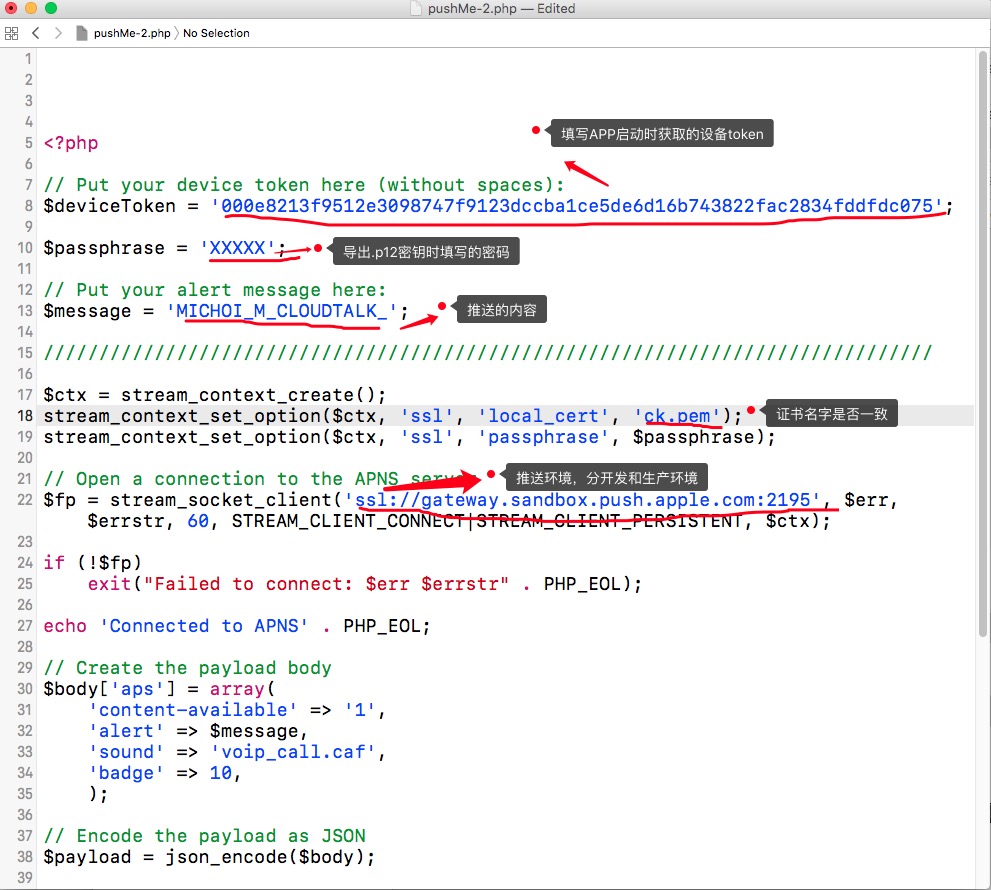 pushMe-2.php — Edited
pushMe-2.php 〉 No Selection
1
2
3
4
5 <?php
填写APP启动时获取的设备token
6
7 // Put your device token here (without spaces):
8 $deviceToken = '000e8213f9512e3098747f9123dccba1ce5de6d16b743822fac2834fddfdc075';
9
10 $passphrase = 'XXXXX';
导出.p12密钥时填写的密码
11
12 // Put your alert message here:
13 $message = 'MICHOI_M_CLOUDTALK_';
推送的内容
14
15 /////////////////////////////////////////////////////////////////////////////////
16
17 $ctx = stream_context_create();
18 stream_context_set_option($ctx, 'ssl', 'local_cert', 'ck.pem');
证书名字是否一致
19 stream_context_set_option($ctx, 'ssl', 'passphrase', $passphrase);
20
21 // Open a connection to the APNS server
推送环境，分开发和生产环境
22 $fp = stream_socket_client('ssl://gateway.sandbox.push.apple.com:2195', $err,
$errstr, 60, STREAM_CLIENT_CONNECT|STREAM_CLIENT_PERSISTENT, $ctx);
23
24 if (!$fp)
25 exit("Failed to connect: $err $errstr" . PHP_EOL);
26
27 echo 'Connected to APNS' . PHP_EOL;
28
29 // Create the payload body
30 $body['aps'] = array(
31 'content-available' => '1',
32 'alert' => $message,
33 'sound' => 'voip_call.caf',
34 'badge' => 10,
35 );
36
37 // Encode the payload as JSON
38 $payload = json_encode($body);
39